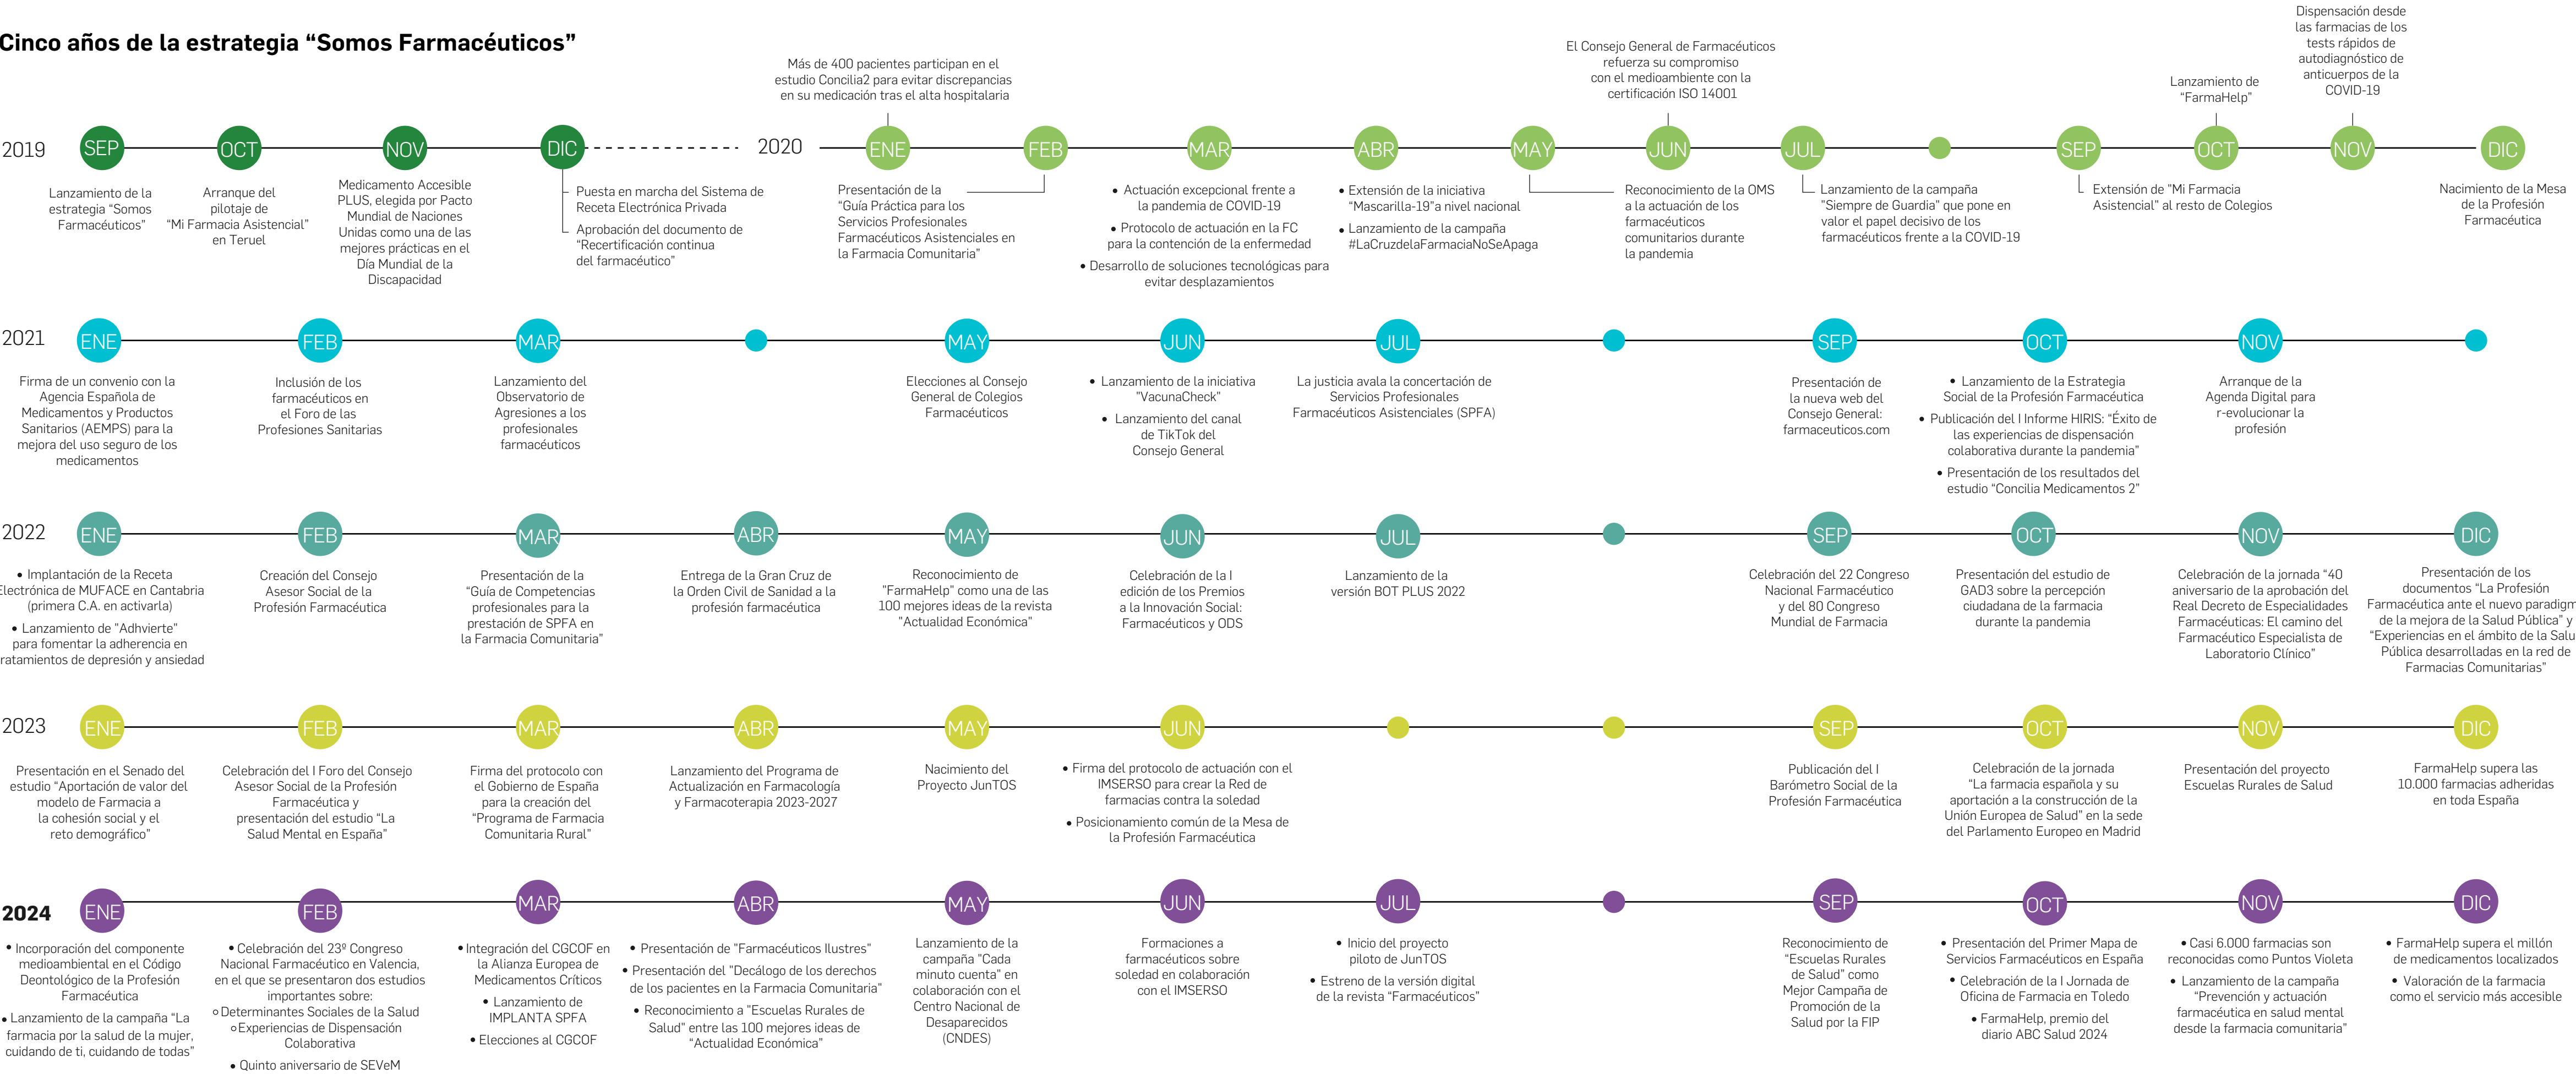 Cinco años de la estrategia “Somos Farmacéuticos”
2019
SEP
Lanzamiento de la
estrategia “Somos
Farmacéuticos”
OCT
Arranque del
pilotaje de
“Mi Farmacia Asistencial”
en Teruel
NOV
Medicamento Accesible
PLUS, elegida por Pacto
Mundial de Naciones
Unidas como una de las
mejores prácticas en el
Día Mundial de la
Discapacidad
DIC
Puesta en marcha del Sistema de
Receta Electrónica Privada
Aprobación del documento de
“Recertificación continua
del farmacéutico”
2020
Más de 400 pacientes participan en el
estudio Concilia2 para evitar discrepancias
en su medicación tras el alta hospitalaria
ENE
FEB
Presentación de la
“Guía Práctica para los
Servicios Profesionales
Farmacéuticos Asistenciales en
la Farmacia Comunitaria”
MAR
• Actuación excepcional frente a
la pandemia de COVID-19
• Protocolo de actuación en la FC
para la contención de la enfermedad
• Desarrollo de soluciones tecnológicas para
evitar desplazamientos
ABR
• Extensión de la iniciativa
“Mascarilla-19”a nivel nacional
• Lanzamiento de la campaña
#LaCruzdelaFarmaciaNoSeApaga
MAY
Reconocimiento de la OMS
a la actuación de los
farmacéuticos
comunitarios durante
la pandemia
El Consejo General de Farmacéuticos
refuerza su compromiso
con el medioambiente con la
certificación ISO 14001
JUN
JUL
Lanzamiento de la campaña
"Siempre de Guardia" que pone en
valor el papel decisivo de los
farmacéuticos frente a la COVID-19
SEP
Extensión de "Mi Farmacia
Asistencial" al resto de Colegios
Lanzamiento de
“FarmaHelp”
OCT
Dispensación desde
las farmacias de los
tests rápidos de
autodiagnóstico de
anticuerpos de la
COVID-19
NOV
DIC
Nacimiento de la Mesa
de la Profesión
Farmacéutica
2021
ENE
Firma de un convenio con la
Agencia Española de
Medicamentos y Productos
Sanitarios (AEMPS) para la
mejora del uso seguro de los
medicamentos
FEB
Inclusión de los
farmacéuticos en
el Foro de las
Profesiones Sanitarias
MAR
Lanzamiento del
Observatorio de
Agresiones a los
profesionales
farmacéuticos
MAY
Elecciones al Consejo
General de Colegios
Farmacéuticos
JUN
• Lanzamiento de la iniciativa
"VacunaCheck"
• Lanzamiento del canal
de TikTok del
Consejo General
JUL
La justicia avala la concertación de
Servicios Profesionales
Farmacéuticos Asistenciales (SPFA)
SEP
Presentación de
la nueva web del
Consejo General:
farmaceuticos.com
OCT
• Lanzamiento de la Estrategia
Social de la Profesión Farmacéutica
• Publicación del I Informe HIRIS: “Éxito de
las experiencias de dispensación
colaborativa durante la pandemia”
• Presentación de los resultados del
estudio “Concilia Medicamentos 2”
NOV
Arranque de la
Agenda Digital para
r-evolucionar la
profesión
2022
ENE
• Implantación de la Receta
Electrónica de MUFACE en Cantabria
(primera C.A. en activarla)
• Lanzamiento de "Adhvierte"
para fomentar la adherencia en
ratamientos de depresión y ansiedad
FEB
Creación del Consejo
Asesor Social de la
Profesión Farmacéutica
MAR
Presentación de la
“Guía de Competencias
profesionales para la
prestación de SPFA en
la Farmacia Comunitaria”
ABR
Entrega de la Gran Cruz de
la Orden Civil de Sanidad a la
profesión farmacéutica
MAY
Reconocimiento de
"FarmaHelp" como una de las
100 mejores ideas de la revista
"Actualidad Económica"
JUN
Celebración de la I
edición de los Premios
a la Innovación Social:
Farmacéuticos y ODS
JUL
Lanzamiento de la
versión BOT PLUS 2022
SEP
Celebración del 22 Congreso
Nacional Farmacéutico
y del 80 Congreso
Mundial de Farmacia
OCT
Presentación del estudio de
GAD3 sobre la percepción
ciudadana de la farmacia
durante la pandemia
NOV
Celebración de la jornada “40
aniversario de la aprobación del
Real Decreto de Especialidades
Farmacéuticas: El camino del
Farmacéutico Especialista de
Laboratorio Clínico”
DIC
Presentación de los
documentos “La Profesión
Farmacéutica ante el nuevo paradigm
de la mejora de la Salud Pública” y
“Experiencias en el ámbito de la Salu
Pública desarrolladas en la red de
Farmacias Comunitarias”
2023
ENE
Presentación en el Senado del
estudio “Aportación de valor del
modelo de Farmacia a
la cohesión social y el
reto demográfico”
FEB
Celebración del I Foro del Consejo
Asesor Social de la Profesión
Farmacéutica y
presentación del estudio “La
Salud Mental en España”
MAR
Firma del protocolo con
el Gobierno de España
para la creación del
“Programa de Farmacia
Comunitaria Rural”
ABR
Lanzamiento del Programa de
Actualización en Farmacología
y Farmacoterapia 2023-2027
MAY
Nacimiento del
Proyecto JunTOS
JUN
• Firma del protocolo de actuación con el
IMSERSO para crear la Red de
farmacias contra la soledad
• Posicionamiento común de la Mesa de
la Profesión Farmacéutica
SEP
Publicación del I
Barómetro Social de la
Profesión Farmacéutica
OCT
Celebración de la jornada
“La farmacia española y su
aportación a la construcción de la
Unión Europea de Salud” en la sede
del Parlamento Europeo en Madrid
NOV
Presentación del proyecto
Escuelas Rurales de Salud
DIC
FarmaHelp supera las
10.000 farmacias adheridas
en toda España
2024
ENE
• Incorporación del componente
medioambiental en el Código
Deontológico de la Profesión
Farmacéutica
• Lanzamiento de la campaña “La
farmacia por la salud de la mujer,
cuidando de ti, cuidando de todas”
FEB
• Celebración del 23º Congreso
Nacional Farmacéutico en Valencia,
en el que se presentaron dos estudios
importantes sobre:
○ Determinantes Sociales de la Salud
○ Experiencias de Dispensación
Colaborativa
• Quinto aniversario de SEVeM
MAR
• Integración del CGCOF en
la Alianza Europea de
Medicamentos Críticos
• Lanzamiento de
IMPLANTA SPFA
• Elecciones al CGCOF
ABR
• Presentación de "Farmacéuticos Ilustres"
• Presentación del "Decálogo de los derechos
de los pacientes en la Farmacia Comunitaria"
• Reconocimiento a “Escuelas Rurales de
Salud” entre las 100 mejores ideas de
“Actualidad Económica”
MAY
Lanzamiento de la
campaña "Cada
minuto cuenta" en
colaboración con el
Centro Nacional de
Desaparecidos
(CNDES)
JUN
Formaciones a
farmacéuticos sobre
soledad en colaboración
con el IMSERSO
JUL
• Inicio del proyecto
piloto de JunTOS
• Estreno de la versión digital
de la revista “Farmacéuticos”
SEP
Reconocimiento de
“Escuelas Rurales
de Salud” como
Mejor Campaña de
Promoción de la
Salud por la FIP
OCT
• Presentación del Primer Mapa de
Servicios Farmacéuticos en España
• Celebración de la I Jornada de
Oficina de Farmacia en Toledo
• FarmaHelp, premio del
diario ABC Salud 2024
NOV
• Casi 6.000 farmacias son
reconocidas como Puntos Violeta
• Lanzamiento de la campaña
“Prevención y actuación
farmacéutica en salud mental
desde la farmacia comunitaria”
DIC
• FarmaHelp supera el millón
de medicamentos localizados
• Valoración de la farmacia
como el servicio más accesible